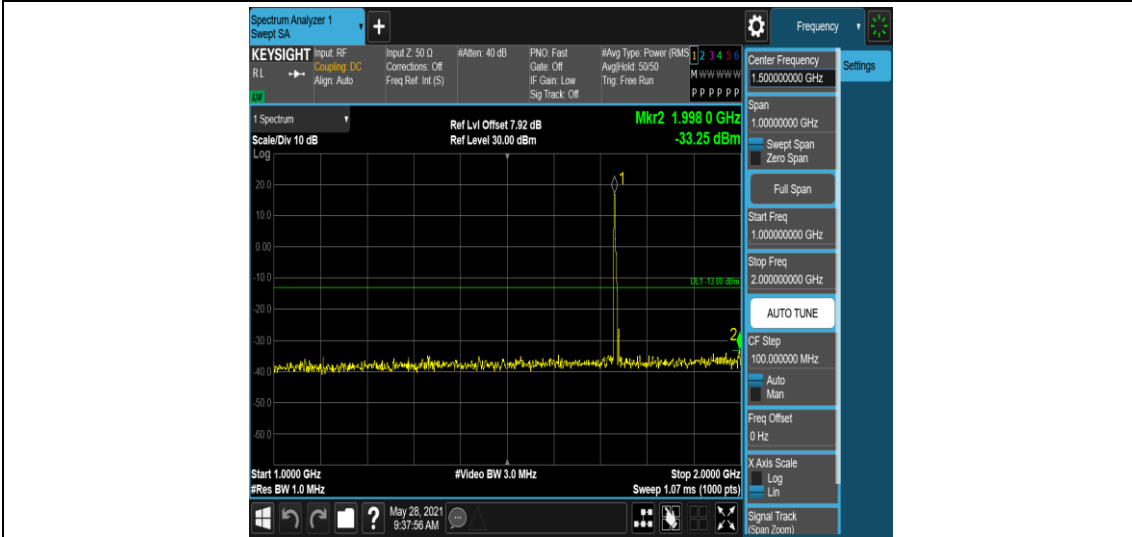 Spectrum Analyzer 1
Swept SA
+
Frequency
KEYSIGHT
RL
Input: RF
Coupling: DC
Align: Auto
Input Z: 50 Ω
Corrections: Off
Freq Ref: Int (S)
#Atten: 40 dB
PNO: Fast
Gate: Off
IF Gain: Low
Sig Track: Off
#Avg Type: Power (RMS
Avg|Hold: 50/50
Trig: Free Run
1 2 3 4 5 6
M W W W W W
P P P P P P
1 Spectrum
Scale/Div 10 dB
Log
Ref Lvl Offset 7.92 dB
Ref Level 30.00 dBm
Mkr2 1.998 0 GHz
-33.25 dBm
20.0
10.0
0.00
-10.0
-20.0
-30.0
-40.0
-50.0
-60.0
1
DL1 -13.00 dBm
2
Start 1.0000 GHz
#Res BW 1.0 MHz
#Video BW 3.0 MHz
Stop 2.0000 GHz
Sweep 1.07 ms (1000 pts)
?
May 28, 2021
9:37:56 AM
Center Frequency
1.500000000 GHz
Settings
Span
1.00000000 GHz
Swept Span
Zero Span
Full Span
Start Freq
1.000000000 GHz
Stop Freq
2.000000000 GHz
AUTO TUNE
CF Step
100.000000 MHz
Auto
Man
Freq Offset
0 Hz
X Axis Scale
Log
Lin
Signal Track
(Span Zoom)